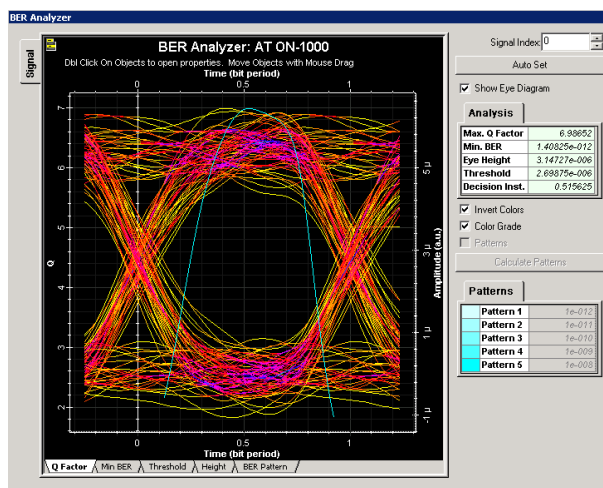 BER Analyzer
Signal
BER Analyzer: AT ON-1000
Dbl Click On Objects to open properties. Move Objects with Mouse Drag
Time (bit period)
0 0.5 1
Q
7
6
5
4
3
2
Amplitude (a.u.)
5 µ
3 µ
1 µ
-1 µ
0 0.5 1
Time (bit period)
Q Factor Min BER Threshold Height BER Pattern
Signal Index: 0
Auto Set
Show Eye Diagram
Analysis
Max. Q Factor 6.98652
Min. BER 1.40825e-012
Eye Height 3.14727e-006
Threshold 2.69875e-006
Decision Inst. 0.515625
Invert Colors
Color Grade
Patterns
Calculate Patterns
Patterns
Pattern 1 1e-012
Pattern 2 1e-011
Pattern 3 1e-010
Pattern 4 1e-009
Pattern 5 1e-008